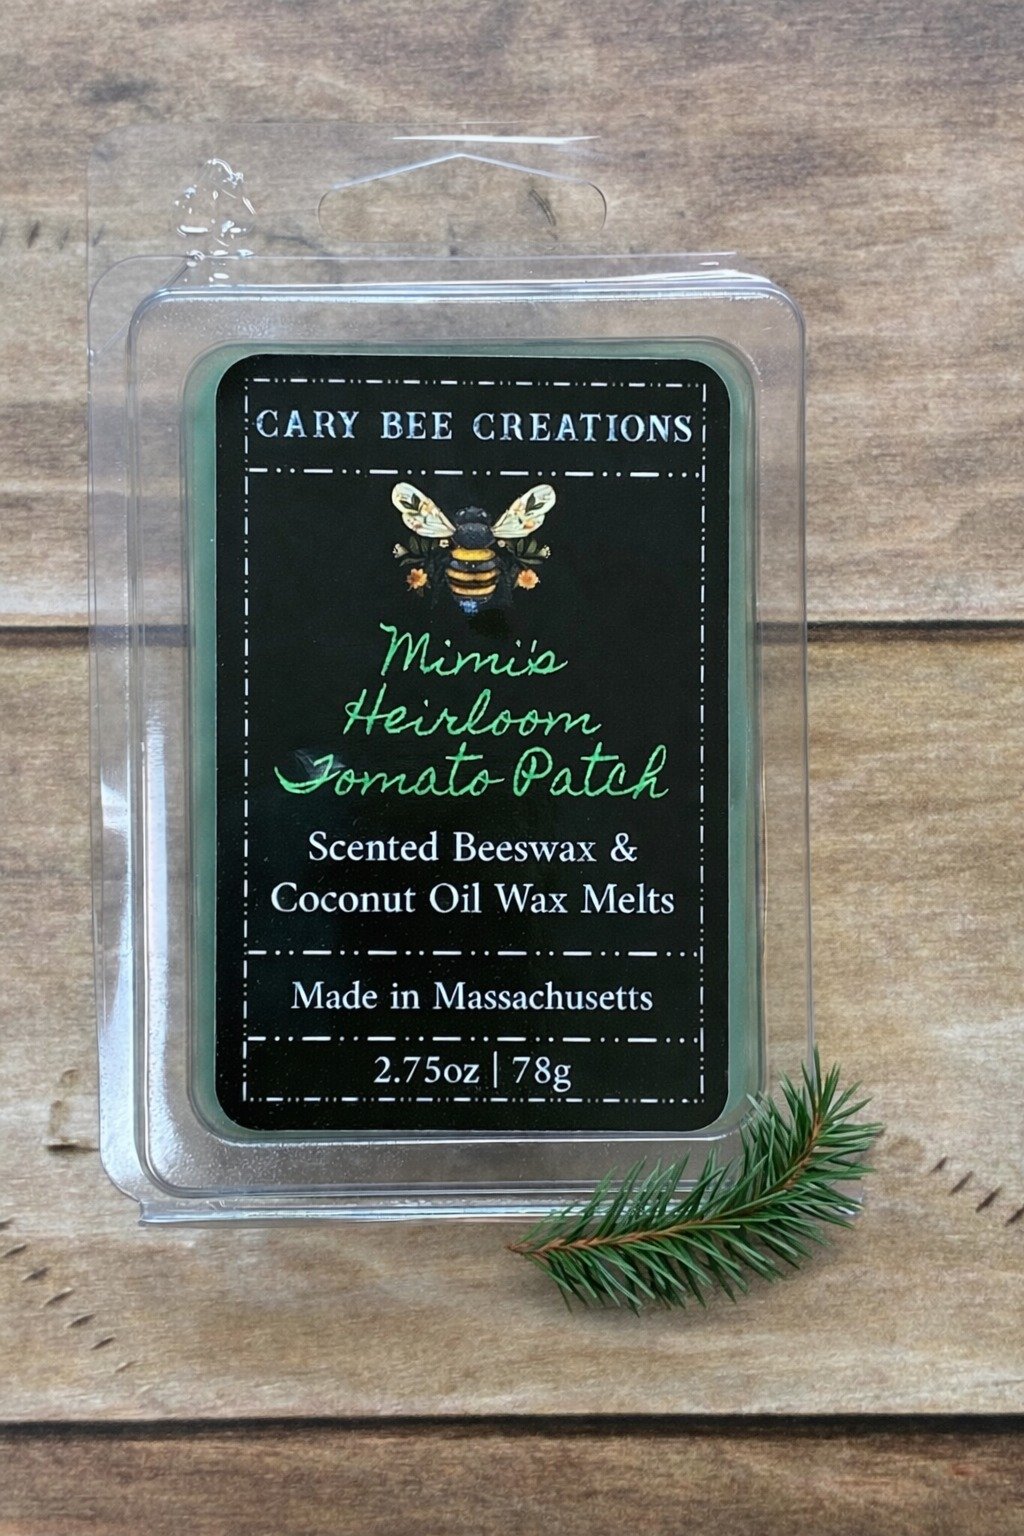 CARY BEE CREATIONS
Mimi's
Heirloom
Tomato Patch
Scented Beeswax &
Coconut Oil Wax Melts
Made in Massachusetts
2.75oz | 78g